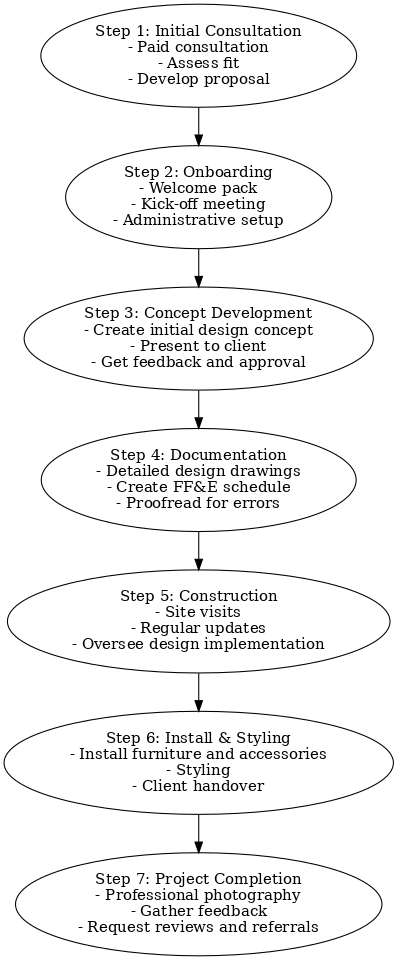 Step 1: Initial Consultation
- Paid consultation
- Assess fit
- Develop proposal
Step 2: Onboarding
- Welcome pack
- Kick-off meeting
- Administrative setup
Step 3: Concept Development
- Create initial design concept
- Present to client
- Get feedback and approval
Step 4: Documentation
- Detailed design drawings
- Create FF&E schedule
- Proofread for errors
Step 5: Construction
- Site visits
- Regular updates
- Oversee design implementation
Step 6: Install & Styling
- Install furniture and accessories
- Styling
- Client handover
Step 7: Project Completion
- Professional photography
- Gather feedback
- Request reviews and referrals